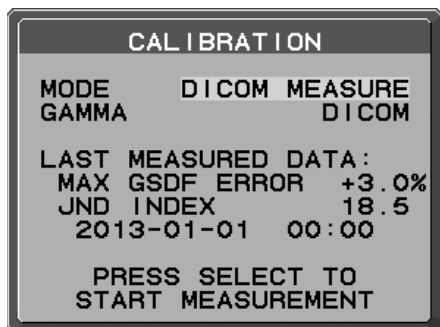 CALIBRATION
MODE DICOM MEASURE
GAMMA DICOM
LAST MEASURED DATA:
MAX GSDF ERROR +3.0%
JND INDEX 18.5
2013-01-01 00:00
PRESS SELECT TO
START MEASUREMENT